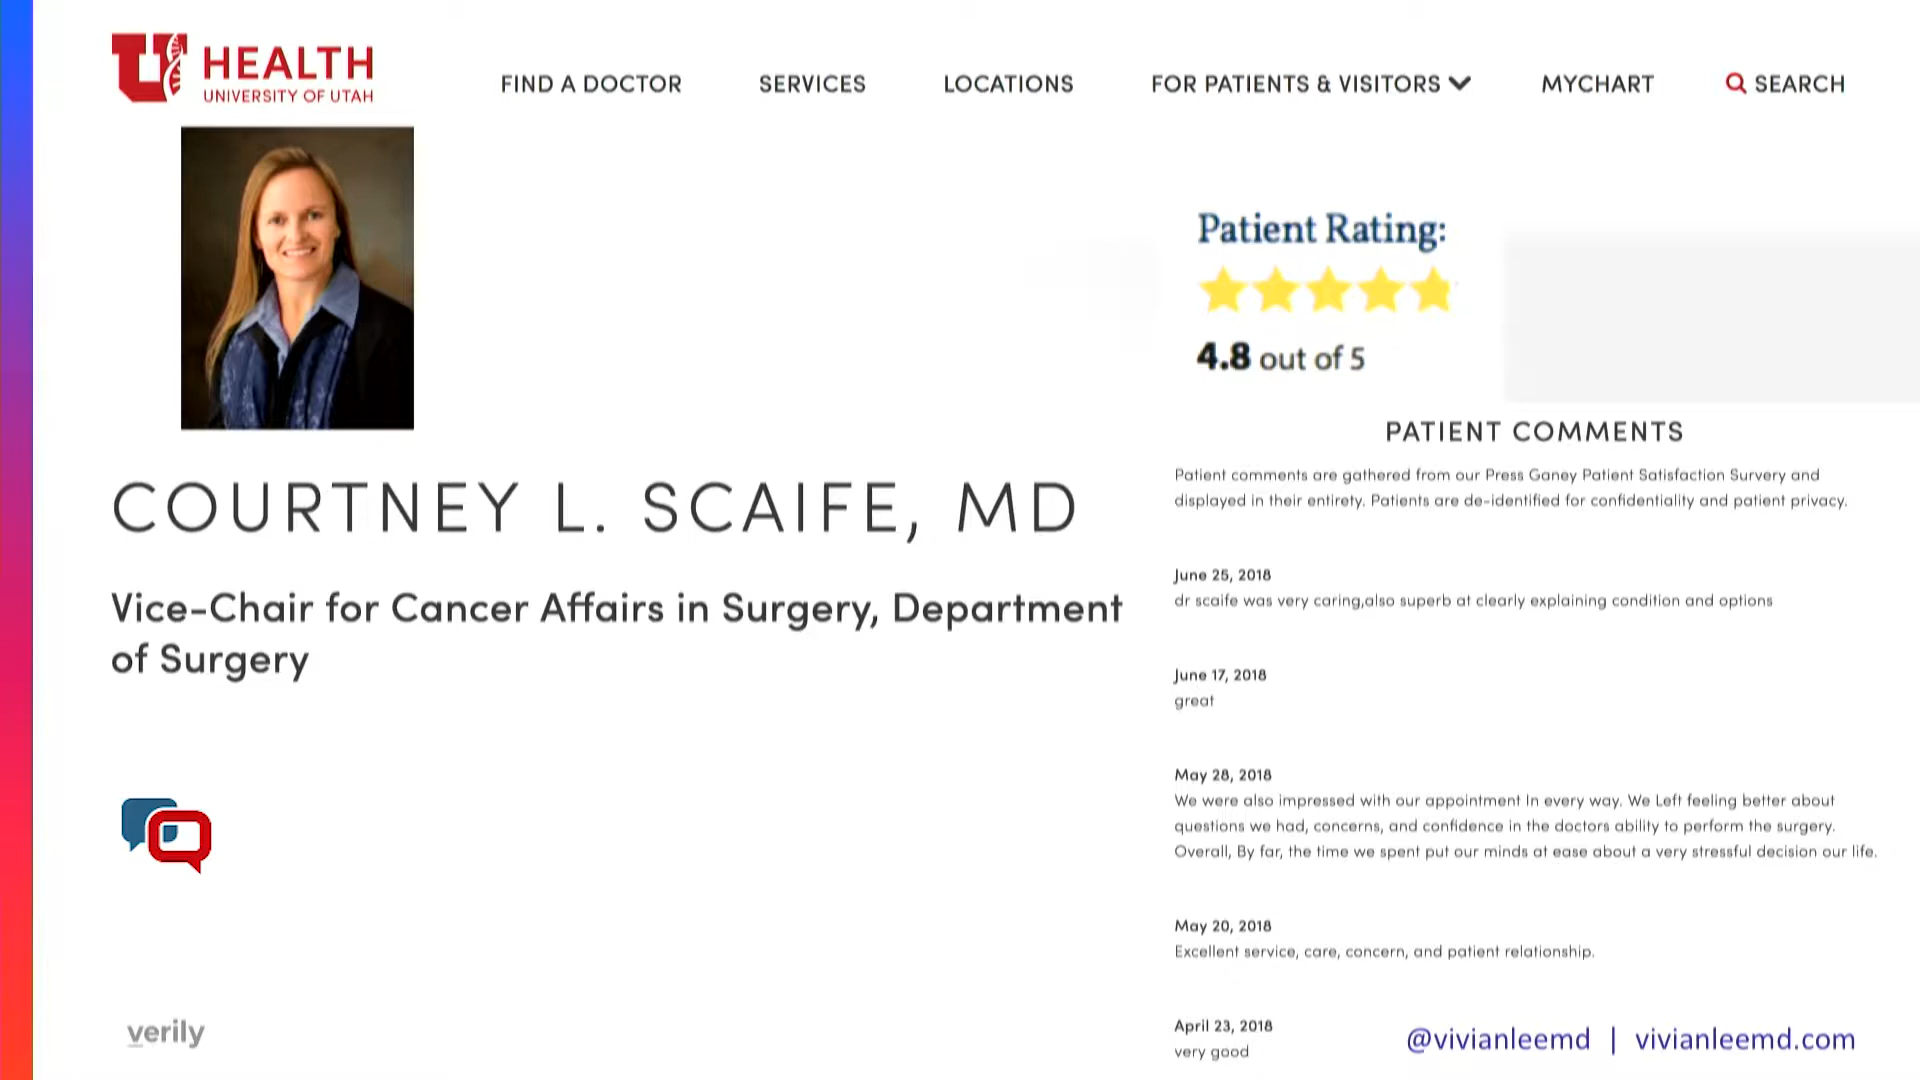 HEALTH
UNIVERSITY OF UTAH
FIND A DOCTOR
SERVICES
LOCATIONS
FOR PATIENTS & VISITORS
MYCHART
SEARCH
COURTNEY L. SCAIFE, MD
Vice-Chair for Cancer Affairs in Surgery, Department
of Surgery
Patient Rating:
4.8 out of 5
PATIENT COMMENTS
Patient comments are gathered from our Press Ganey Patient Satisfaction Survery and
displayed in their entirety. Patients are de-identified for confidentiality and patient privacy.
June 25, 2018
dr scaife was very caring,also superb at clearly explaining condition and options
June 17, 2018
great
May 28, 2018
We were also impressed with our appointment In every way. We Left feeling better about
questions we had, concerns, and confidence in the doctors ability to perform the surgery.
Overall, By far, the time we spent put our minds at ease about a very stressful decision our life.
May 20, 2018
Excellent service, care, concern, and patient relationship.
April 23, 2018
very good
verily
@vivianleemd | vivianleemd.com